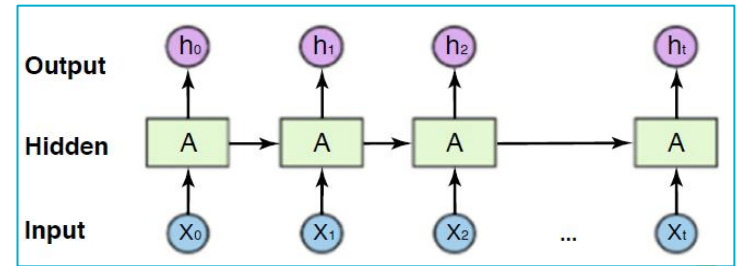 Output h₀ h₁ h₂ hₜ
Hidden A A A A
Input X₀ X₁ X₂ ... Xₜ